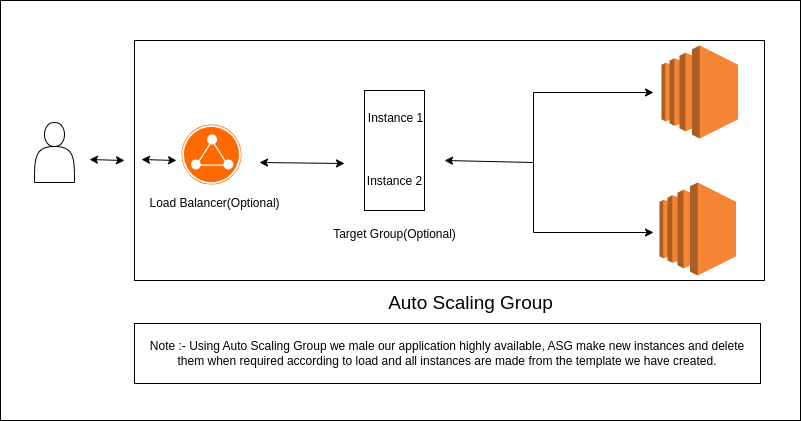 Instance 1
Instance 2
Load Balancer(Optional)
Target Group(Optional)
Auto Scaling Group
Note :- Using Auto Scaling Group we male our application highly available, ASG make new instances and delete
them when required according to load and all instances are made from the template we have created.